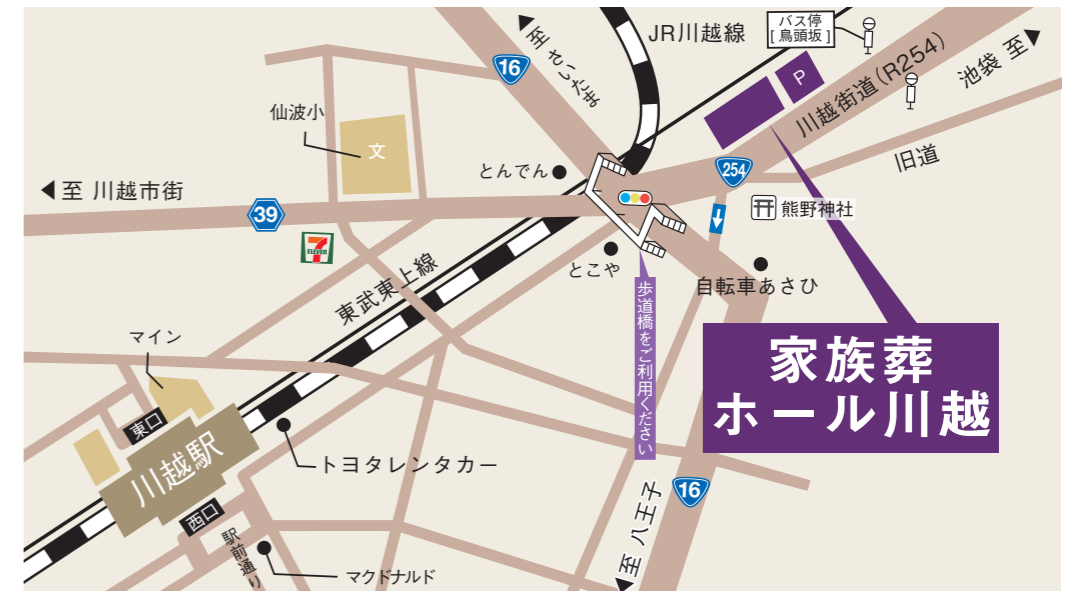 至 さいたま
16
JR川越線
バス停
[ 鳥頭坂 ]
P
川越街道(R254)
池袋 至
旧道
仙波小
文
とんでん
254
至 川越市街
39
7
ELEVEN
熊野神社
とこや
自転車あさひ
東武東上線
歩道橋をご利用ください
マイン
家族葬
ホール川越
東口
川越駅
トヨタレンタカー
西口
16
至 八王子
駅前通り
マクドナルド